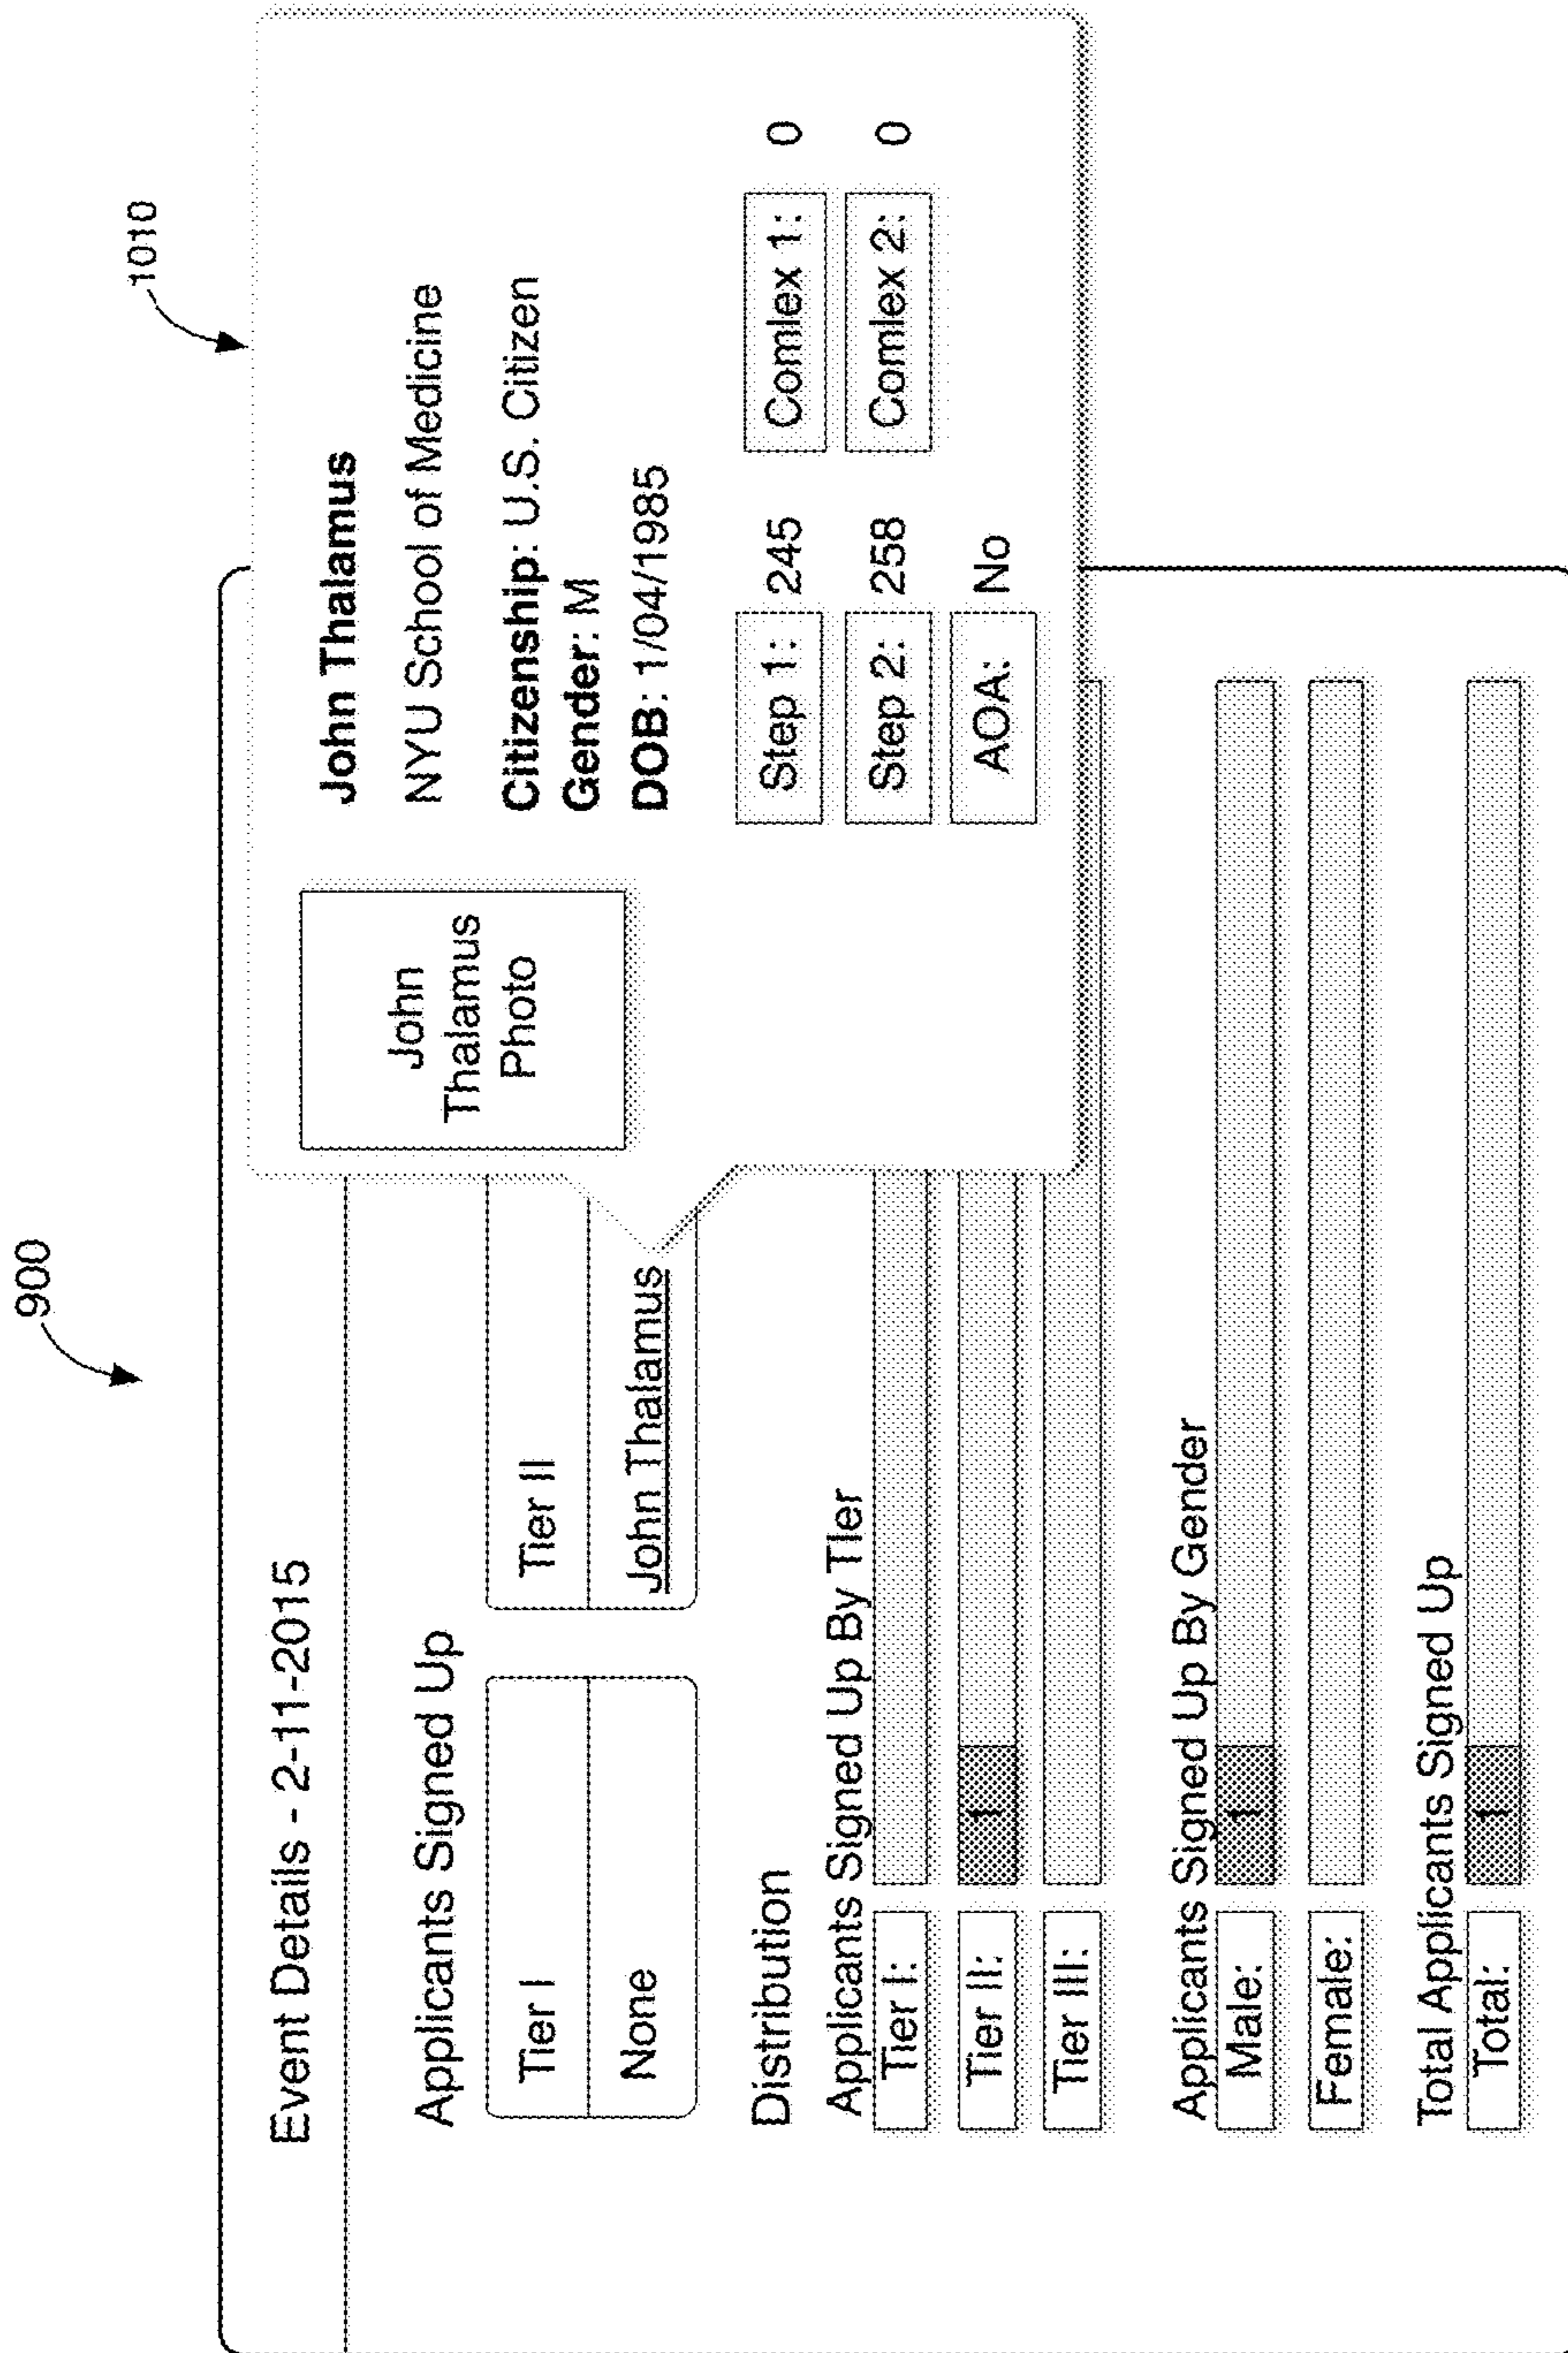 900
1010
Event Details - 2-11-2015
Applicants Signed Up
Tier I
None
Tier II
John Thalamus
John
Thalamus
Photo
John Thalamus
NYU School of Medicine
Citizenship: U.S. Citizen
Gender: M
DOB: 1/04/1985
Step 1: 245 Comlex 1: 0
Step 2: 258 Comlex 2: 0
AOA: No
Distribution
Applicants Signed Up By Tier
Tier I:
Tier II: 1
Tier III:
Applicants Signed Up By Gender
Male: 1
Female:
Total Applicants Signed Up
Total: 1